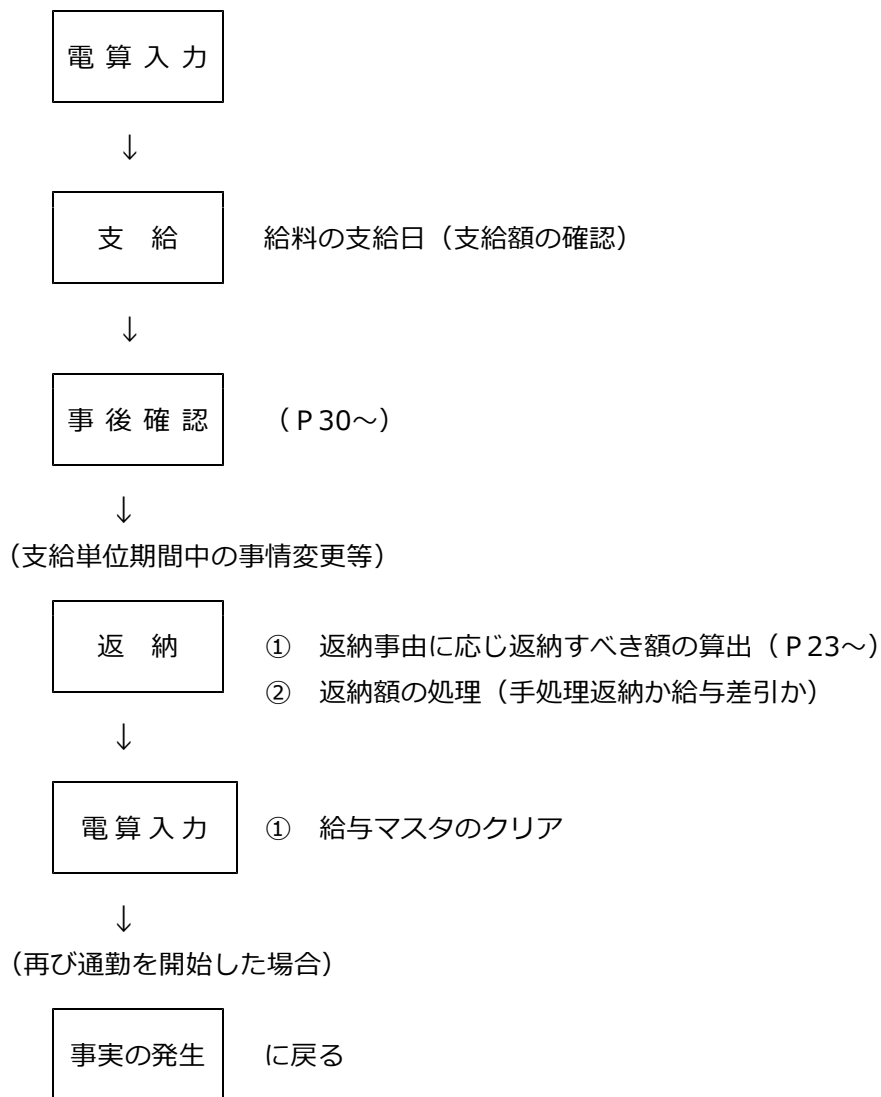 電算入力
↓
支　給　給料の支給日（支給額の確認）
↓
事後確認　（Ｐ30～）
↓
（支給単位期間中の事情変更等）
返　納　①　返納事由に応じ返納すべき額の算出（Ｐ23～）
②　返納額の処理（手処理返納か給与差引か）
↓
電算入力　①　給与マスタのクリア
↓
（再び通勤を開始した場合）
事実の発生　に戻る